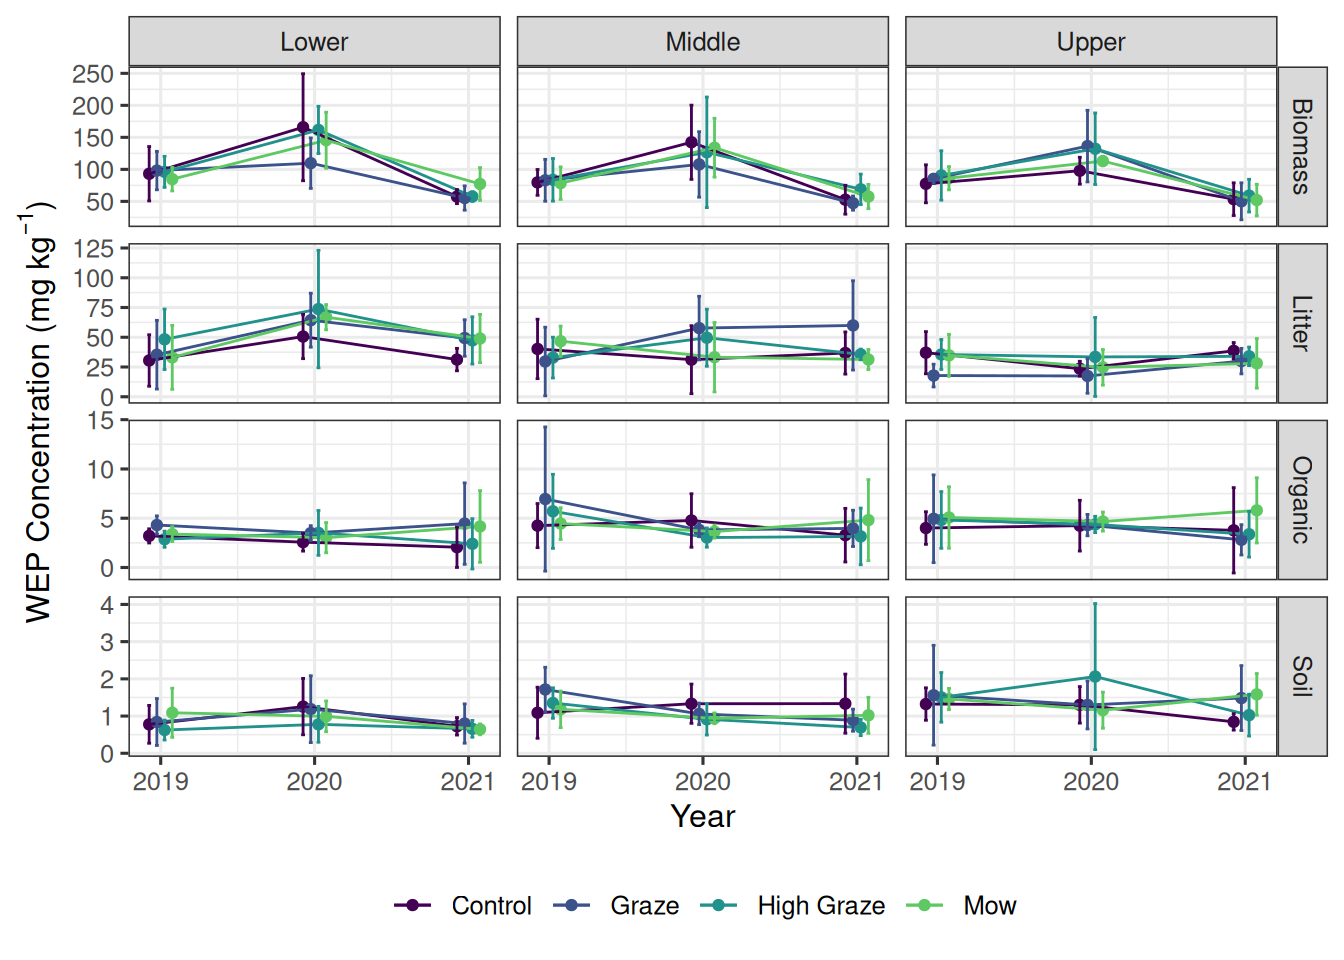 Lower Middle Upper
WEP Concentration (mg kg⁻¹)
250
200
150
100
50
Biomass
125
100
75
50
25
0
Litter
15
10
5
0
Organic
4
3
2
1
0
Soil
2019 2020 2021 2019 2020 2021 2019 2020 2021
Year
Control Graze High Graze Mow